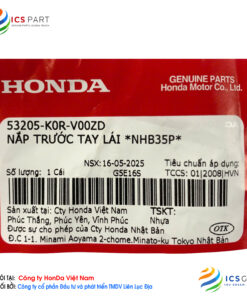 ICS PART
ICS
HONDA
GENUINE PARTS
Honda Motor Co., Ltd.
53205-K0R-V00ZD
NẮP TRƯỚC TAY LÁI *NHB35P*
NSX: 16-05-2025
Tiêu chuẩn áp dụng:
Số lượng: 1 Cái
G5E16S
TCCS: 01|2008|HVN
Sản xuất tại: Cty Honda Việt Nam
TSKT:
Phúc Thắng, Phúc Yên, Vĩnh Phúc
Được sự cho phép của Cty Honda Nhật Bản
OTK
Đ.C 1-1. Minami Aoyama 2-chome.Minato-ku Tokyo Nhật Bản
TẠI: Công ty HonDa Việt Nam
BỞI: Công ty cổ phần Đầu tư và phát triển TMDV Liên Lục Địa